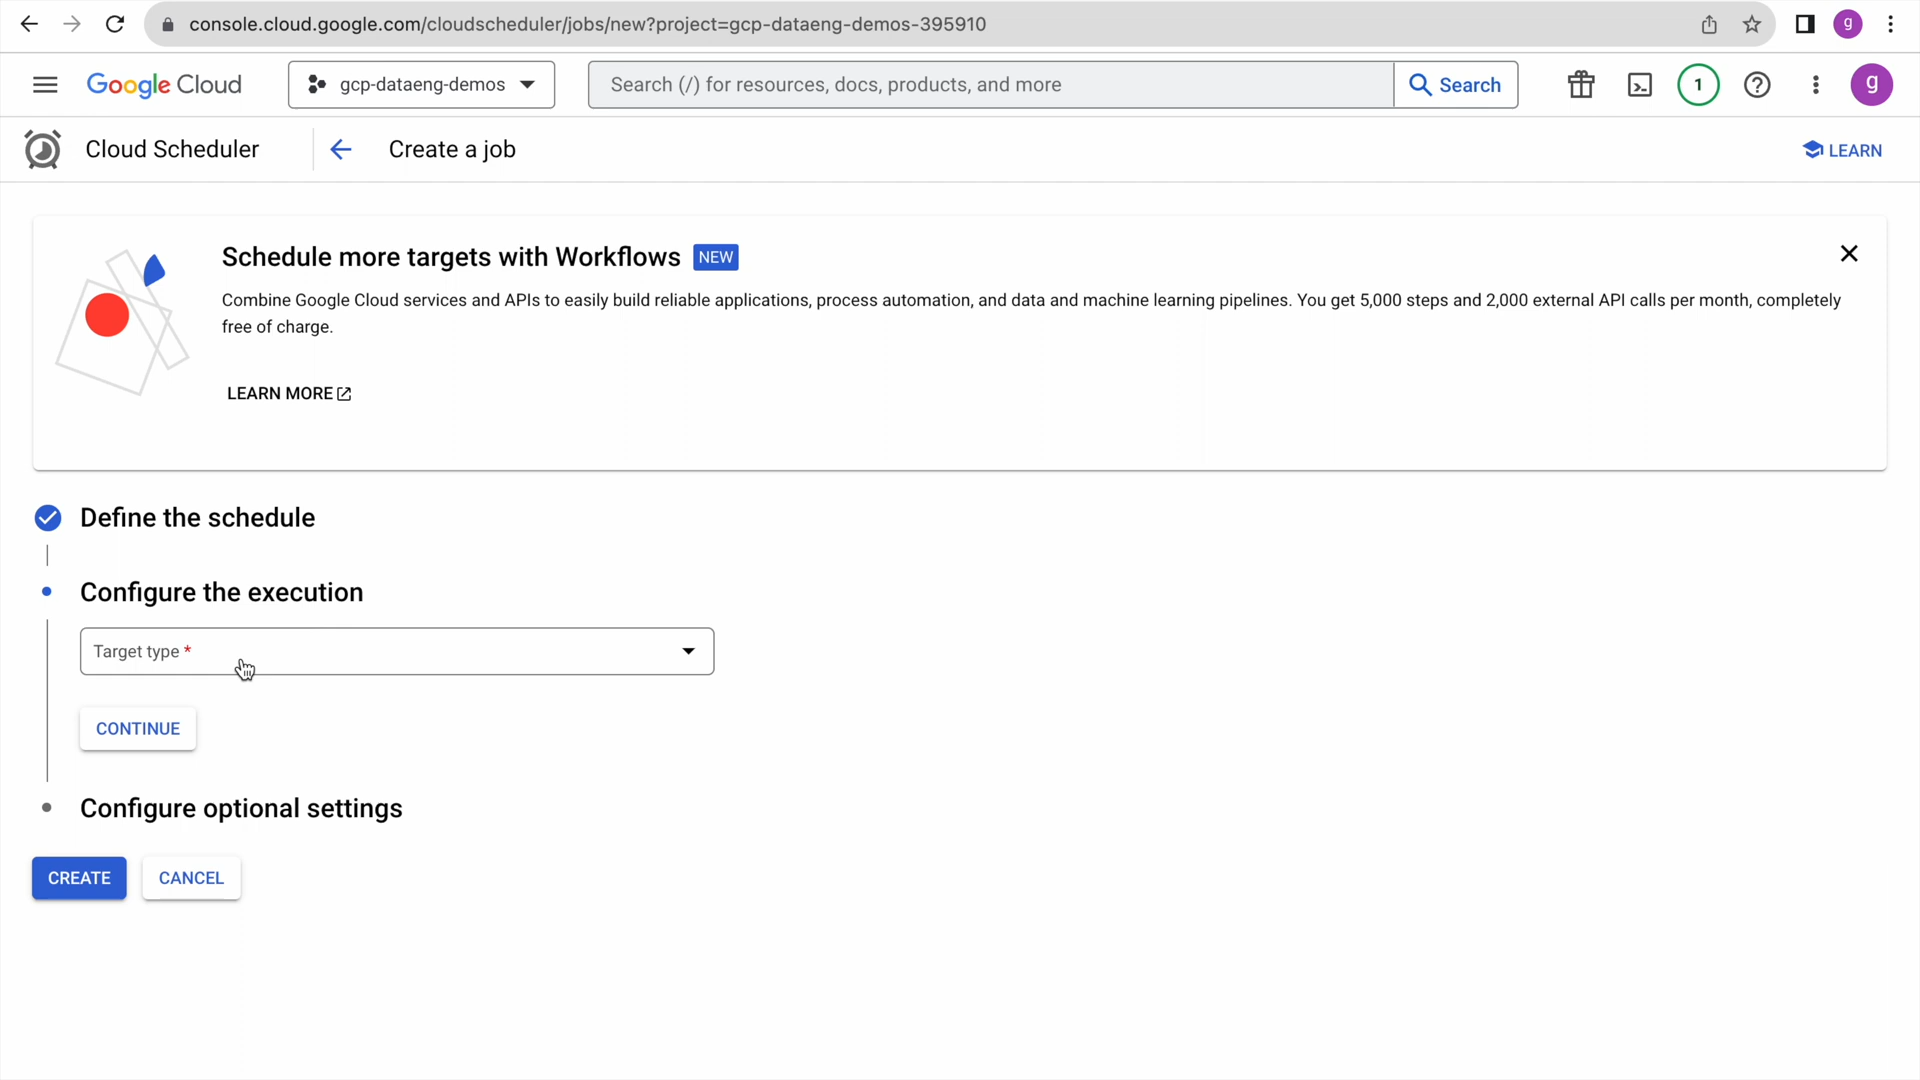 console.cloud.google.com/cloudscheduler/jobs/new?project=gcp-dataeng-demos-395910
g
Google Cloud
gcp-dataeng-demos
Search (/) for resources, docs, products, and more
Search
1
g
Cloud Scheduler
Create a job
LEARN
Schedule more targets with Workflows NEW
Combine Google Cloud services and APIs to easily build reliable applications, process automation, and data and machine learning pipelines. You get 5,000 steps and 2,000 external API calls per month, completely
free of charge.
LEARN MORE
Define the schedule
Configure the execution
Target type *
CONTINUE
Configure optional settings
CREATE
CANCEL